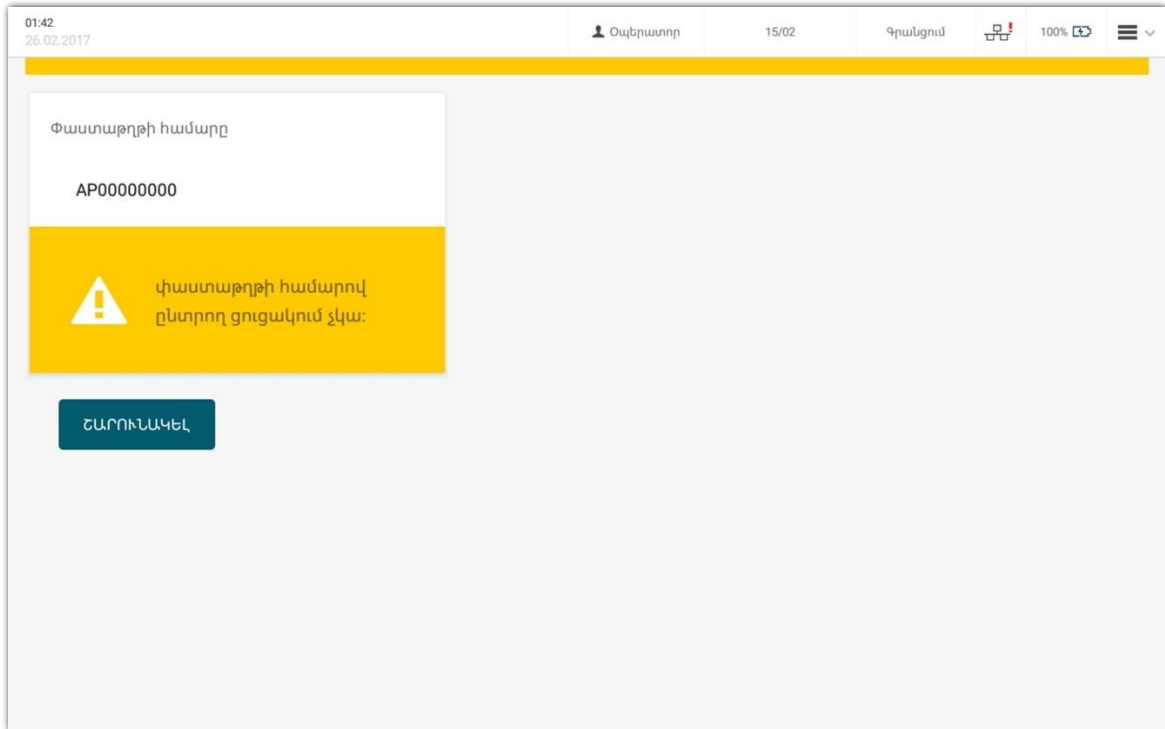 01:42
26.02.2017
Օպերատոր
15/02
Գրանցում
100%
Փաստաթղթի համարը
AP00000000
փաստաթղթի համարով
ընտրող ցուցակում չկա:
ՇԱՐՈՒՆԱԿԵԼ